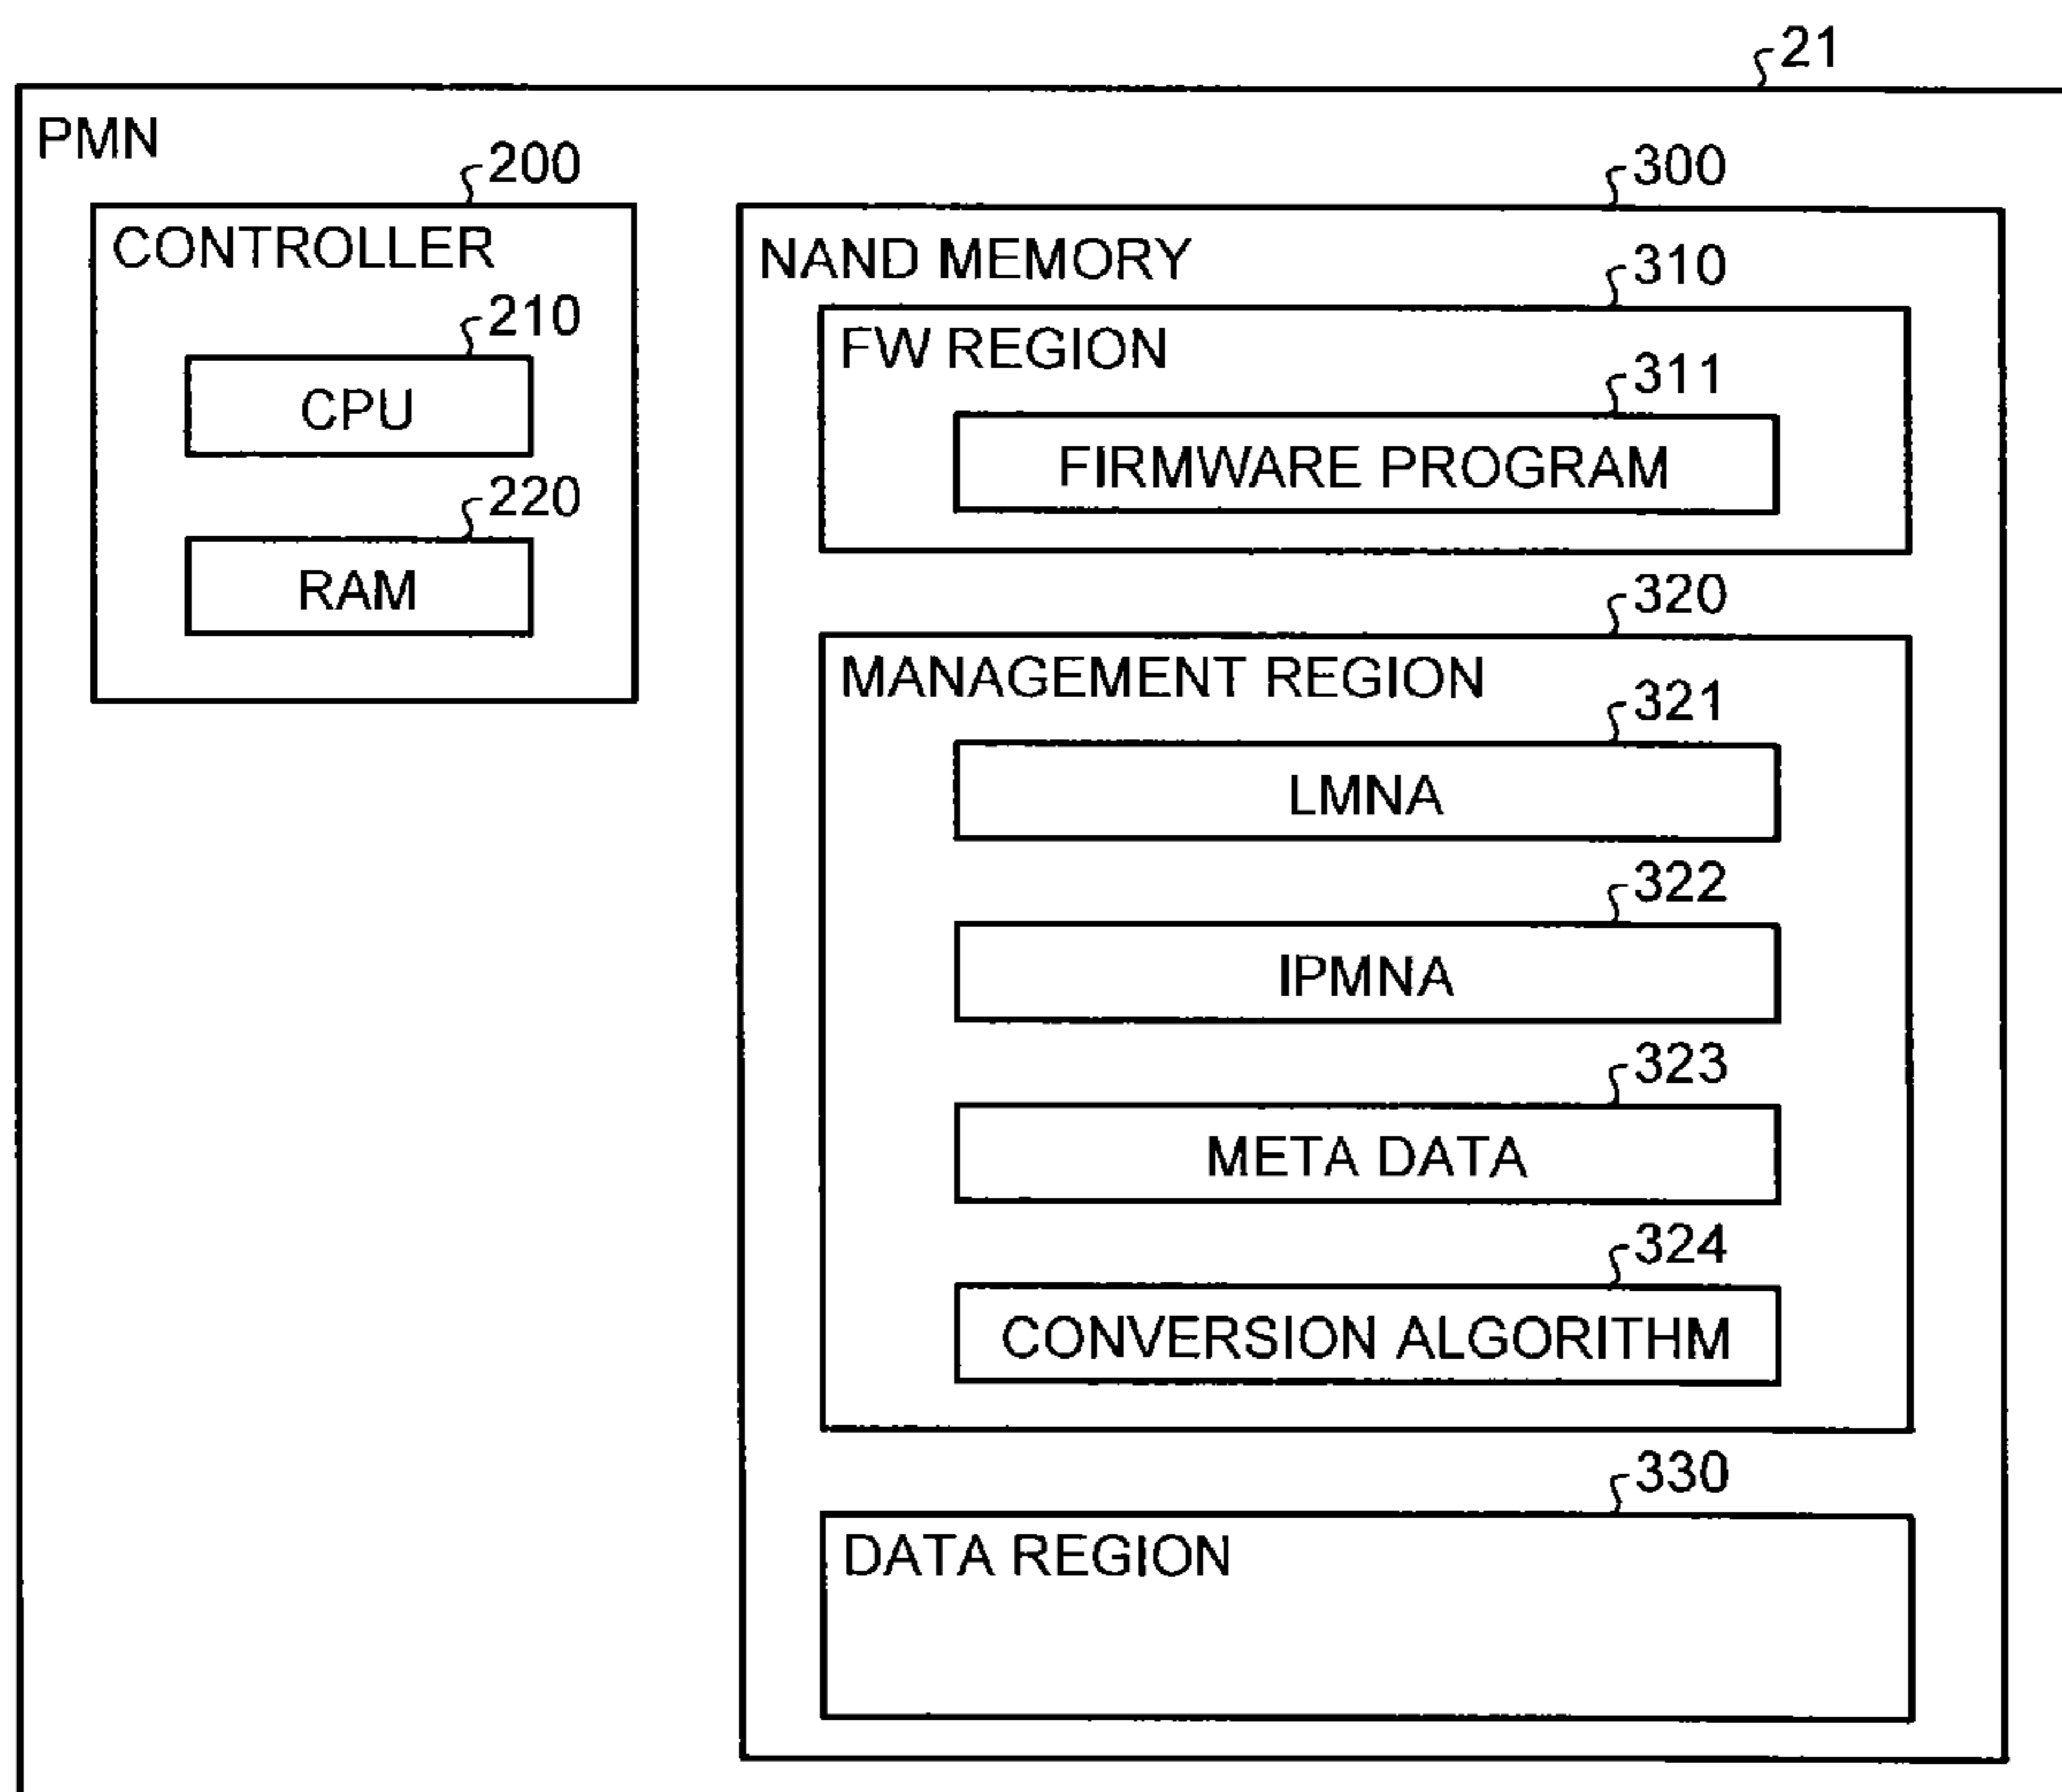 21
PMN
200
CONTROLLER
210
CPU
220
RAM
300
NAND MEMORY
310
FW REGION
311
FIRMWARE PROGRAM
320
MANAGEMENT REGION
321
LMNA
322
IPMNA
323
META DATA
324
CONVERSION ALGORITHM
330
DATA REGION